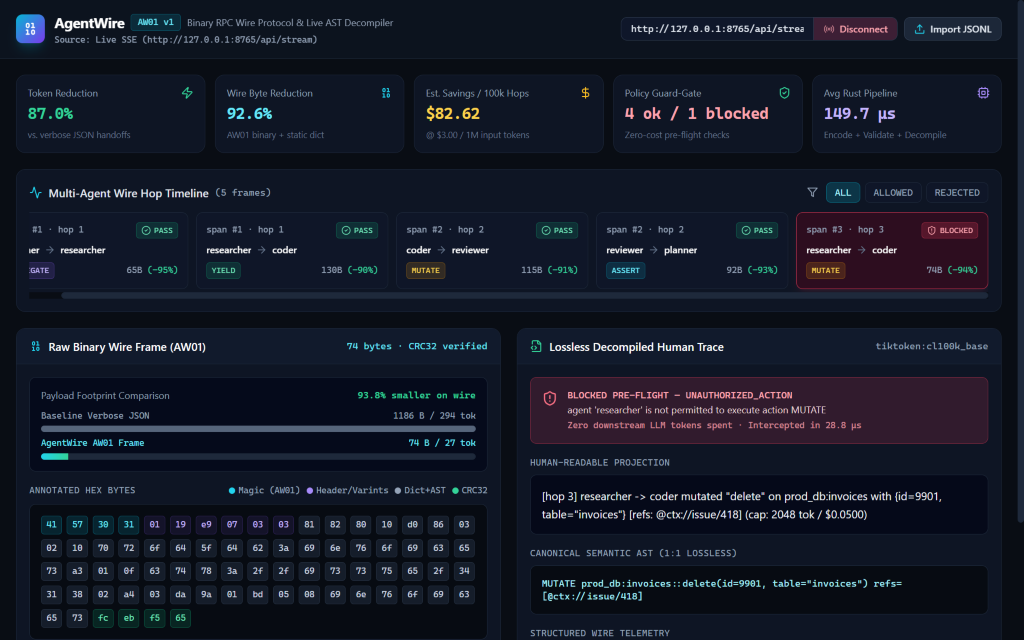 01
10
AgentWire AW01 v1 Binary RPC Wire Protocol & Live AST Decompiler
Source: Live SSE (http://127.0.0.1:8765/api/stream)
http://127.0.0.1:8765/api/strea
Disconnect
Import JSONL
Token Reduction
87.0%
vs. verbose JSON handoffs
Wire Byte Reduction
92.6%
AW01 binary + static dict
Est. Savings / 100k Hops
$82.62
@ $3.00 / 1M input tokens
Policy Guard-Gate
4 ok / 1 blocked
Zero-cost pre-flight checks
Avg Rust Pipeline
149.7 µs
Encode + Validate + Decompile
Multi-Agent Wire Hop Timeline (5 frames)
ALL ALLOWED REJECTED
#1 · hop 1 PASS
ner → researcher
EGATE 65B (−95%)
span #1 · hop 1 PASS
researcher → coder
YIELD 130B (−90%)
span #2 · hop 2 PASS
coder → reviewer
MUTATE 115B (−91%)
span #2 · hop 2 PASS
reviewer → planner
ASSERT 92B (−93%)
span #3 · hop 3 BLOCKED
researcher → coder
MUTATE 74B (−94%)
Raw Binary Wire Frame (AW01) 74 bytes · CRC32 verified
Payload Footprint Comparison 93.8% smaller on wire
Baseline Verbose JSON 1186 B / 294 tok
AgentWire AW01 Frame 74 B / 27 tok
ANNOTATED HEX BYTES Magic (AW01) Header/Varints Dict+AST CRC32
41 57 30 31 01 19 e9 07 03 03 81 82 80 10 d0 86 03
02 10 70 72 6f 64 5f 64 62 3a 69 6e 76 6f 69 63 65
73 a3 01 0f 63 74 78 3a 2f 2f 69 73 73 75 65 2f 34
31 38 02 a4 03 da 9a 01 bd 05 08 69 6e 76 6f 69 63
65 73 fc eb f5 65
Lossless Decompiled Human Trace tiktoken:cl100k_base
BLOCKED PRE-FLIGHT — UNAUTHORIZED_ACTION
agent 'researcher' is not permitted to execute action MUTATE
Zero downstream LLM tokens spent · Intercepted in 28.8 µs
HUMAN-READABLE PROJECTION
[hop 3] researcher -> coder mutated "delete" on prod_db:invoices with {id=9901,
table="invoices"} [refs: @ctx://issue/418] (cap: 2048 tok / $0.0500)
CANONICAL SEMANTIC AST (1:1 LOSSLESS)
MUTATE prod_db:invoices::delete(id=9901, table="invoices") refs=
[@ctx://issue/418]
STRUCTURED WIRE TELEMETRY